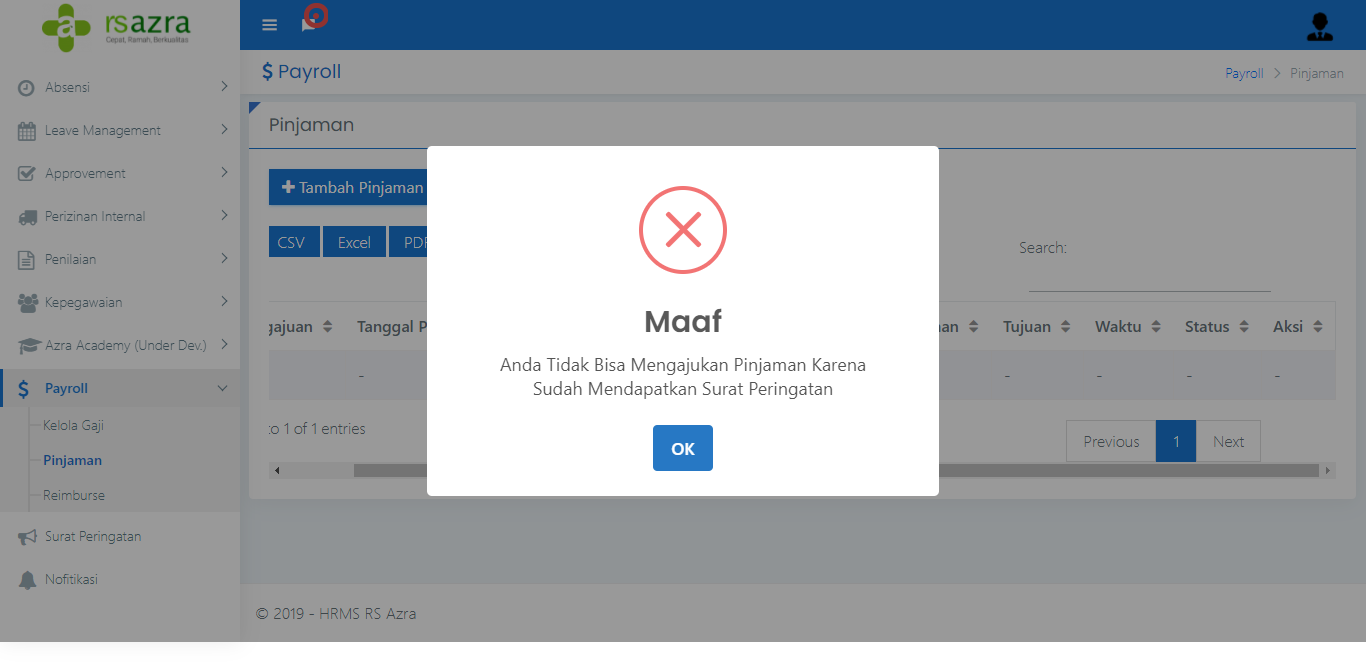 rsazra
Cepat, Ramah, Berkualitas
Absensi
Leave Management
Approvement
Perizinan Internal
Penilaian
Kepegawaian
Azra Academy (Under Dev.)
$ Payroll
Kelola Gaji
Pinjaman
Reimburse
Surat Peringatan
Nofitikasi
$ Payroll
Payroll > Pinjaman
Pinjaman
+ Tambah Pinjaman
CSV Excel
Search:
Tanggal Tujuan Waktu Status Aksi
- - - - -
to 1 of 1 entries
Previous 1 Next
Maaf
Anda Tidak Bisa Mengajukan Pinjaman Karena
Sudah Mendapatkan Surat Peringatan
OK
© 2019 - HRMS RS Azra